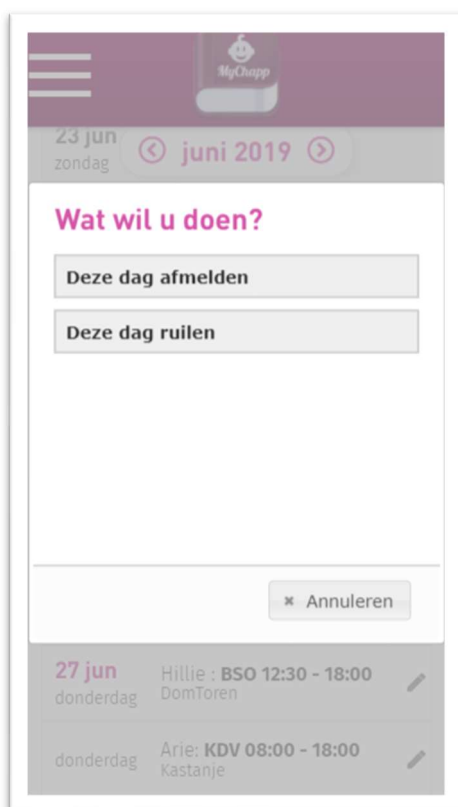 MyChapp
23 jun
zondag
juni 2019
Wat wil u doen?
Deze dag afmelden
Deze dag ruilen
Annuleren
27 jun
donderdag
Hillie : BSO 12:30 - 18:00
DomToren
donderdag
Arie: KDV 08:00 - 18:00
Kastanje